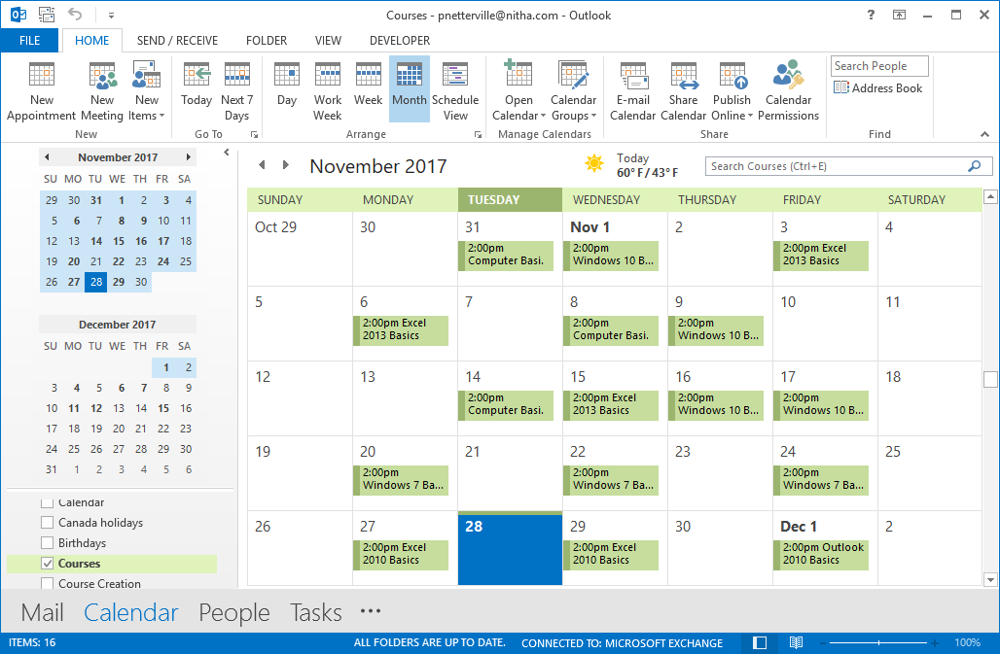 Courses - pnetterville@nitha.com - Outlook
?
FILE HOME SEND / RECEIVE FOLDER VIEW DEVELOPER
New Appointment
New Meeting
New Items
New
Today
Next 7 Days
Go To
Day
Work Week
Week
Month
Schedule View
Arrange
Open Calendar
Calendar Groups
Manage Calendars
E-mail Calendar
Share Calendar
Publish Online
Calendar Permissions
Share
Search People
Address Book
Find
November 2017
SU MO TU WE TH FR SA
29 30 31 1 2 3 4
5 6 7 8 9 10 11
12 13 14 15 16 17 18
19 20 21 22 23 24 25
26 27 28 29 30
December 2017
SU MO TU WE TH FR SA
1 2
3 4 5 6 7 8 9
10 11 12 13 14 15 16
17 18 19 20 21 22 23
24 25 26 27 28 29 30
31 1 2 3 4 5 6
Calendar
Canada holidays
Birthdays
Courses
Course Creation
November 2017
Today
60° F / 43° F
Search Courses (Ctrl+E)
SUNDAY MONDAY TUESDAY WEDNESDAY THURSDAY FRIDAY SATURDAY
Oct 29 30 31 Nov 1 2 3 4
2:00pm
Computer Basi.
2:00pm
Windows 10 B...
2:00pm Excel
2013 Basics
5 6 7 8 9 10 11
2:00pm Excel
2013 Basics
2:00pm
Computer Basi.
2:00pm
Windows 10 B...
12 13 14 15 16 17 18
2:00pm
Computer Basi.
2:00pm Excel
2013 Basics
2:00pm
Windows 10 B...
2:00pm
Windows 10 B...
19 20 21 22 23 24 25
2:00pm
Windows 7 Ba...
2:00pm
Windows 7 Ba...
2:00pm
Windows 7 Ba...
26 27 28 29 30 Dec 1 2
2:00pm Excel
2010 Basics
2:00pm Excel
2010 Basics
2:00pm Outlook
2010 Basics
Mail Calendar People Tasks •••
ITEMS: 16
ALL FOLDERS ARE UP TO DATE.
CONNECTED TO: MICROSOFT EXCHANGE
100%